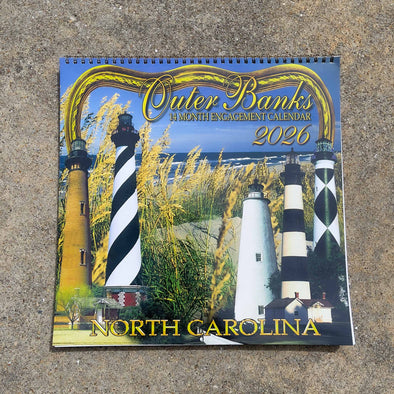 Outer Banks
14 MONTH ENGAGEMENT CALENDAR
2026
NORTH CAROLINA